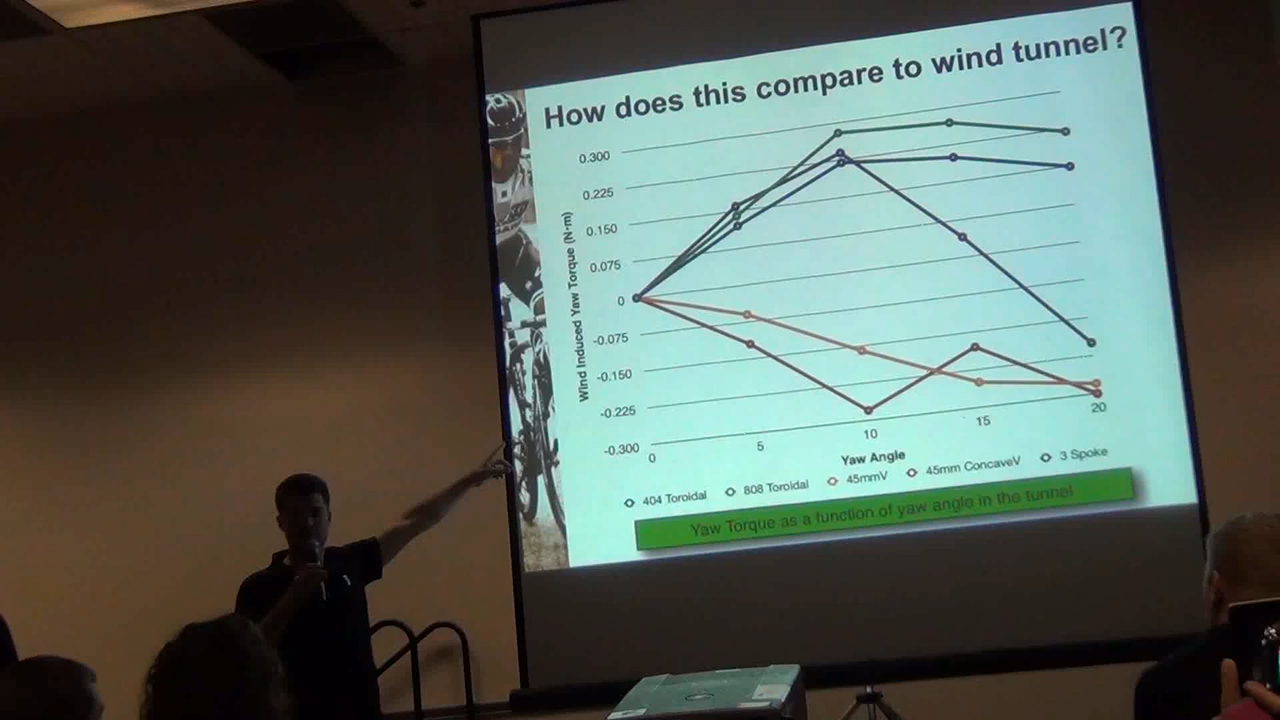 How does this compare to wind tunnel?
Wind Induced Yaw Torque (N·m)
0.300
0.225
0.150
0.075
0
-0.075
-0.150
-0.225
-0.300
0
5
10
15
20
Yaw Angle
404 Toroidal
808 Toroidal
45mmV
45mm ConcaveV
3 Spoke
Yaw Torque as a function of yaw angle in the tunnel